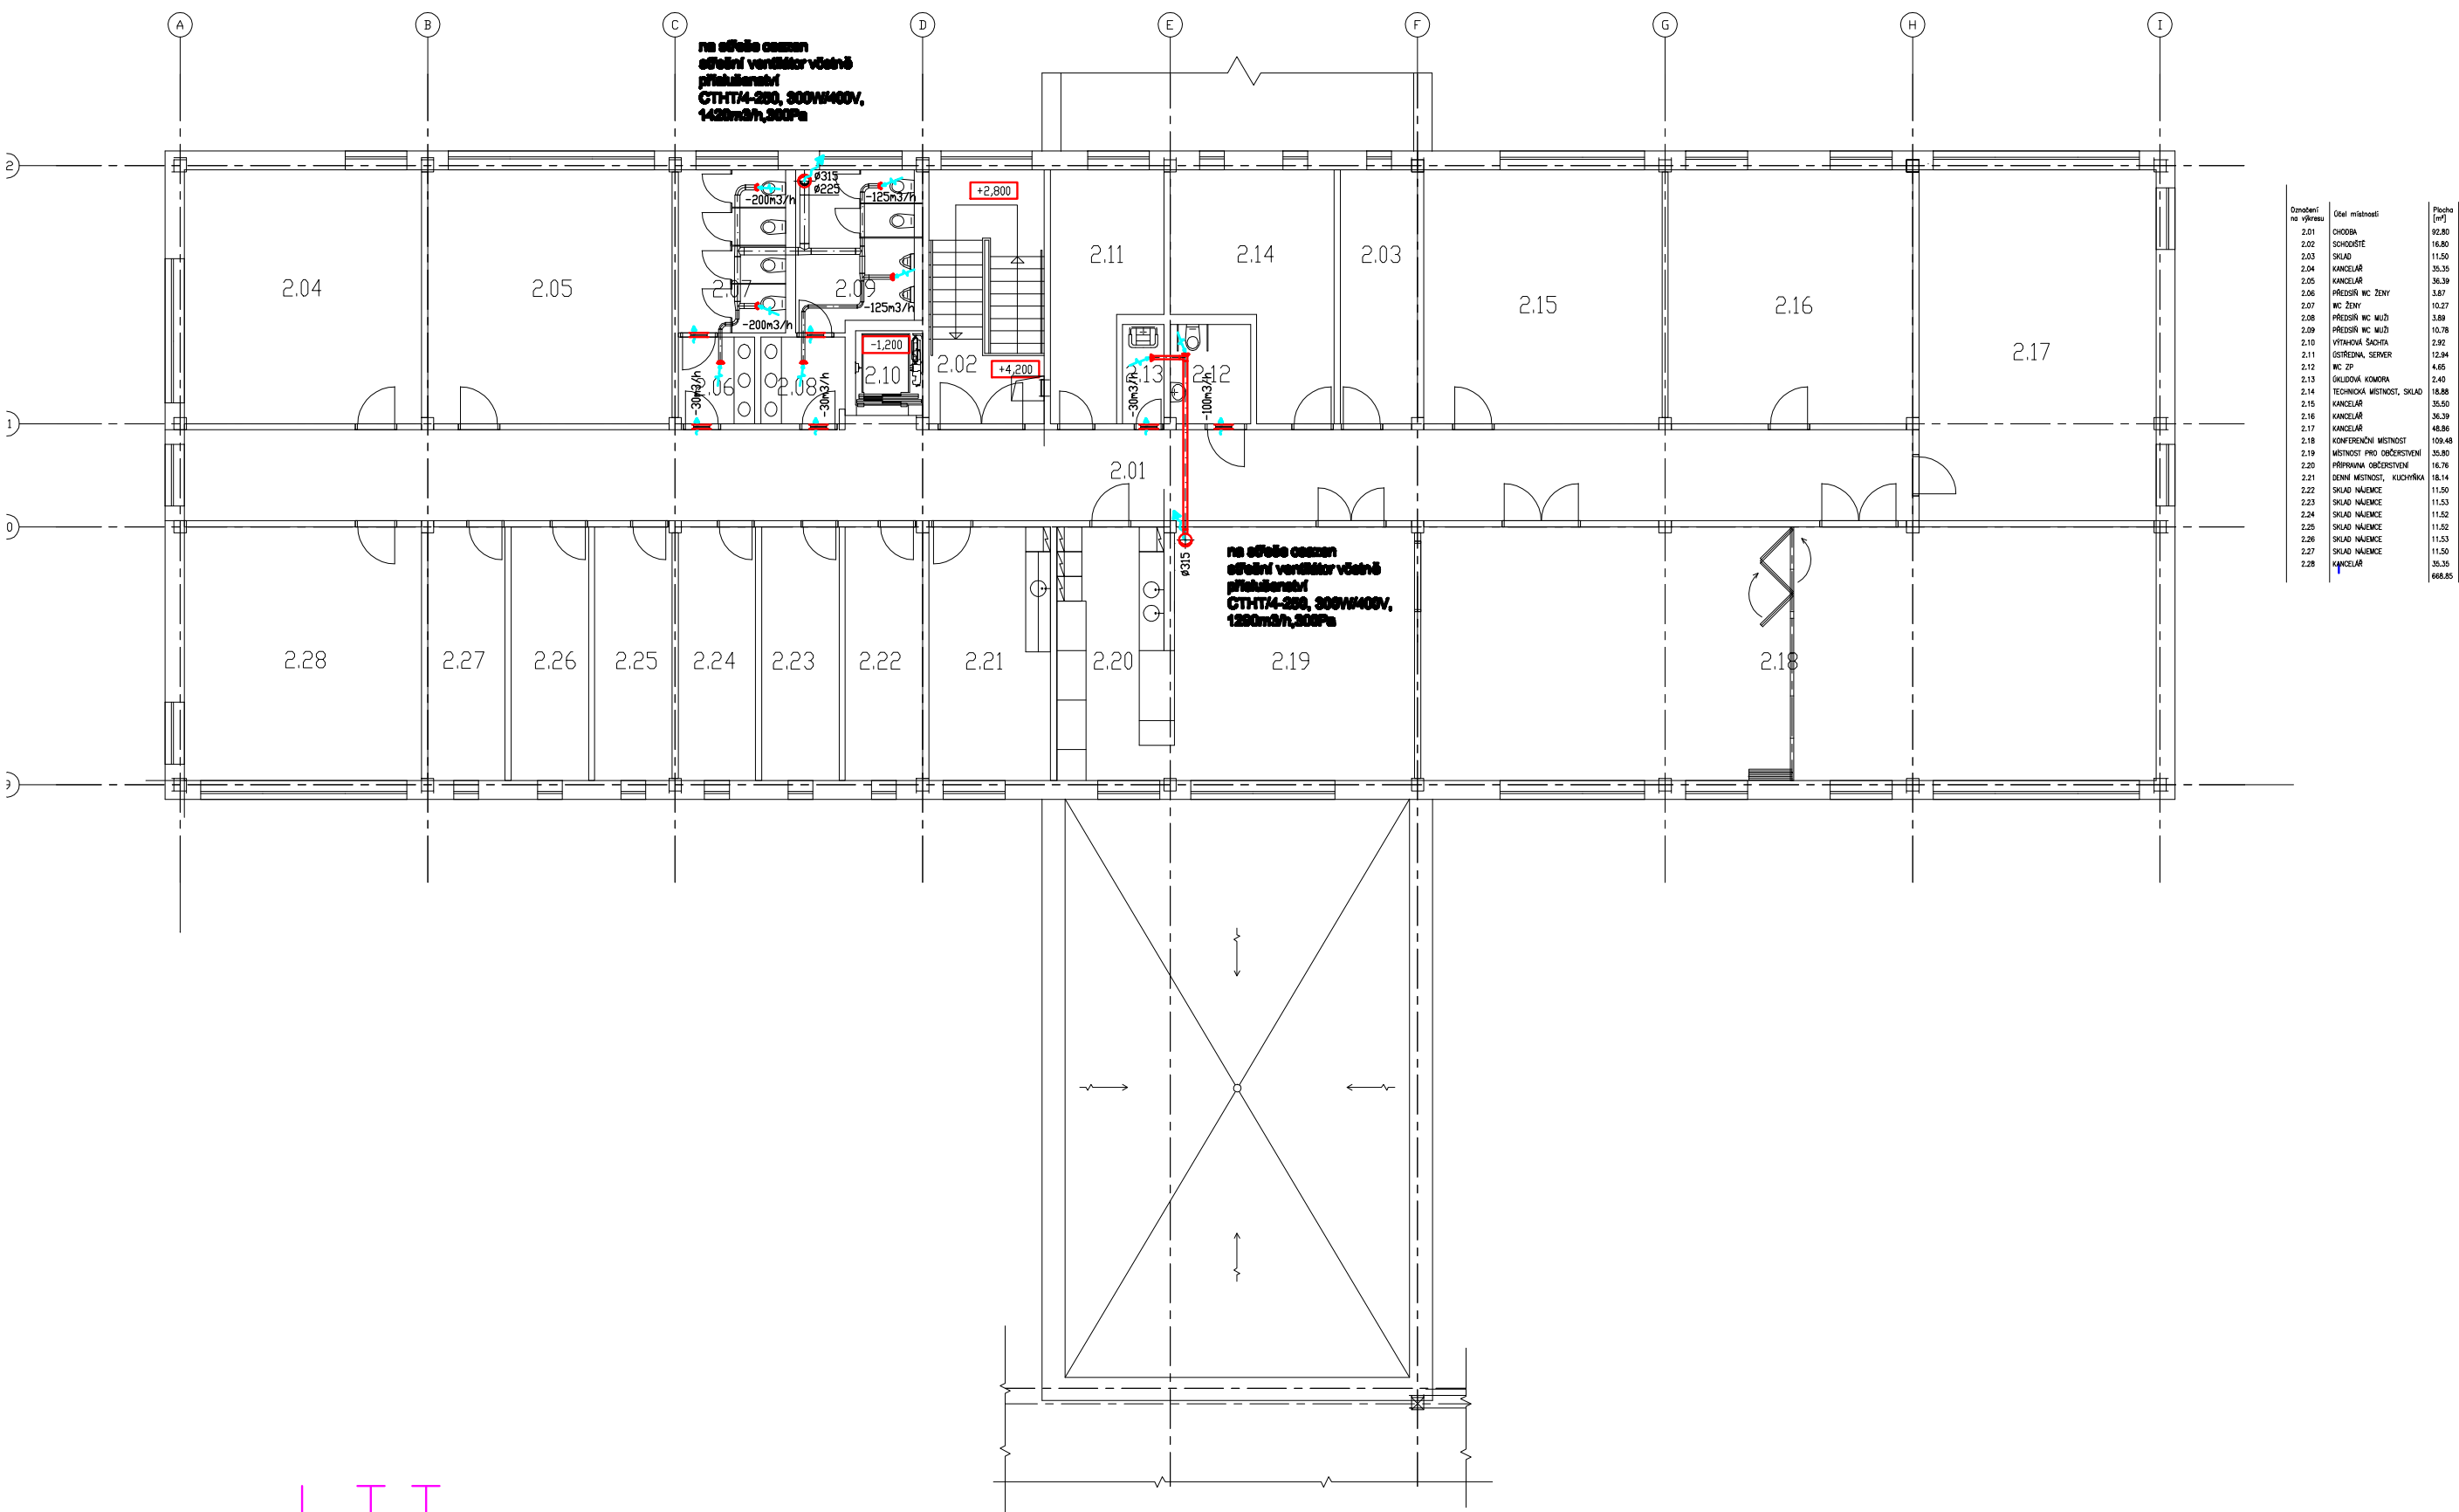 A B C D E F G H I
na střeše osazen
střešní ventilátor včetně
příslušenství
CTHT/4-250, 300W/400V,
1420m3/h,300Pa
2
ø315
ø225
-200m3/h
-125m3/h
+2,800
2.04
2.05
2.07
2.09
2.11
2.14
2.03
2.15
2.16
2.17
-125m3/h
-200m3/h
-1,200
2.02
+4,200
2.06
2.08
2.10
2.13
2.12
-30m3/h
-30m3/h
-30m3/h
-100m3/h
1
2.01
0
ø315
na střeše osazen
střešní ventilátor včetně
příslušenství
CTHT/4-250, 300W/400V,
1290m3/h,300Pa
2.28
2.27
2.26
2.25
2.24
2.23
2.22
2.21
2.20
2.19
2.18
9
Označení na výkresu Účel místnosti Plocha [m²]
2.01 CHODBA 92.80
2.02 SCHODIŠTĚ 16.80
2.03 SKLAD 11.50
2.04 KANCELÁŘ 35.35
2.05 KANCELÁŘ 36.39
2.06 PŘEDSÍŇ WC ŽENY 3.87
2.07 WC ŽENY 10.27
2.08 PŘEDSÍŇ WC MUŽI 3.89
2.09 PŘEDSÍŇ WC MUŽI 10.78
2.10 VÝTAHOVÁ ŠACHTA 2.92
2.11 ÚSTŘEDNA, SERVER 12.94
2.12 WC ZP 4.65
2.13 ÚKLIDOVÁ KOMORA 2.40
2.14 TECHNICKÁ MÍSTNOST, SKLAD 18.88
2.15 KANCELÁŘ 35.50
2.16 KANCELÁŘ 36.39
2.17 KANCELÁŘ 48.86
2.18 KONFERENČNÍ MÍSTNOST 109.48
2.19 MÍSTNOST PRO OBČERSTVENÍ 35.80
2.20 PŘÍPRAVNA OBČERSTVENÍ 16.76
2.21 DENNÍ MÍSTNOST, KUCHYŇKA 18.14
2.22 SKLAD NÁJEMCE 11.50
2.23 SKLAD NÁJEMCE 11.53
2.24 SKLAD NÁJEMCE 11.52
2.25 SKLAD NÁJEMCE 11.52
2.26 SKLAD NÁJEMCE 11.53
2.27 SKLAD NÁJEMCE 11.50
2.28 KANCELÁŘ 35.35
668.85